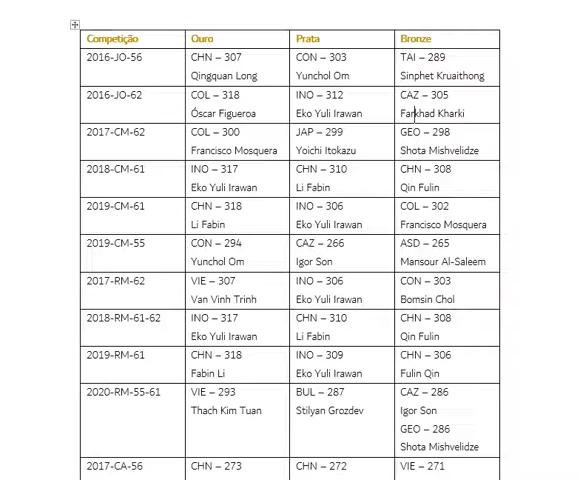 Competição Ouro Prata Bronze
2016-JO-56 CHN – 307 CON – 303 TAI – 289
Qingquan Long Yunchol Om Sinphet Kruaithong
2016-JO-62 COL – 318 INO – 312 CAZ – 305
Óscar Figueroa Eko Yuli Irawan Farkhad Kharki
2017-CM-62 COL – 300 JAP – 299 GEO – 298
Francisco Mosquera Yoichi Itokazu Shota Mishvelidze
2018-CM-61 INO – 317 CHN – 310 CHN – 308
Eko Yuli Irawan Li Fabin Qin Fulin
2019-CM-61 CHN – 318 INO – 306 COL – 302
Li Fabin Eko Yuli Irawan Francisco Mosquera
2019-CM-55 CON – 294 CAZ – 266 ASD – 265
Yunchol Om Igor Son Mansour Al-Saleem
2017-RM-62 VIE – 307 INO – 306 CON – 303
Van Vinh Trinh Eko Yuli Irawan Bomsin Chol
2018-RM-61-62 INO – 317 CHN – 310 CHN – 308
Eko Yuli Irawan Li Fabin Qin Fulin
2019-RM-61 CHN – 318 INO – 309 CHN – 306
Fabin Li Eko Yuli Irawan Fulin Qin
2020-RM-55-61 VIE – 293 BUL – 287 CAZ – 286
Thach Kim Tuan Stilyan Grozdev Igor Son
GEO – 286
Shota Mishvelidze
2017-CA-56 CHN – 273 CHN – 272 VIE – 271